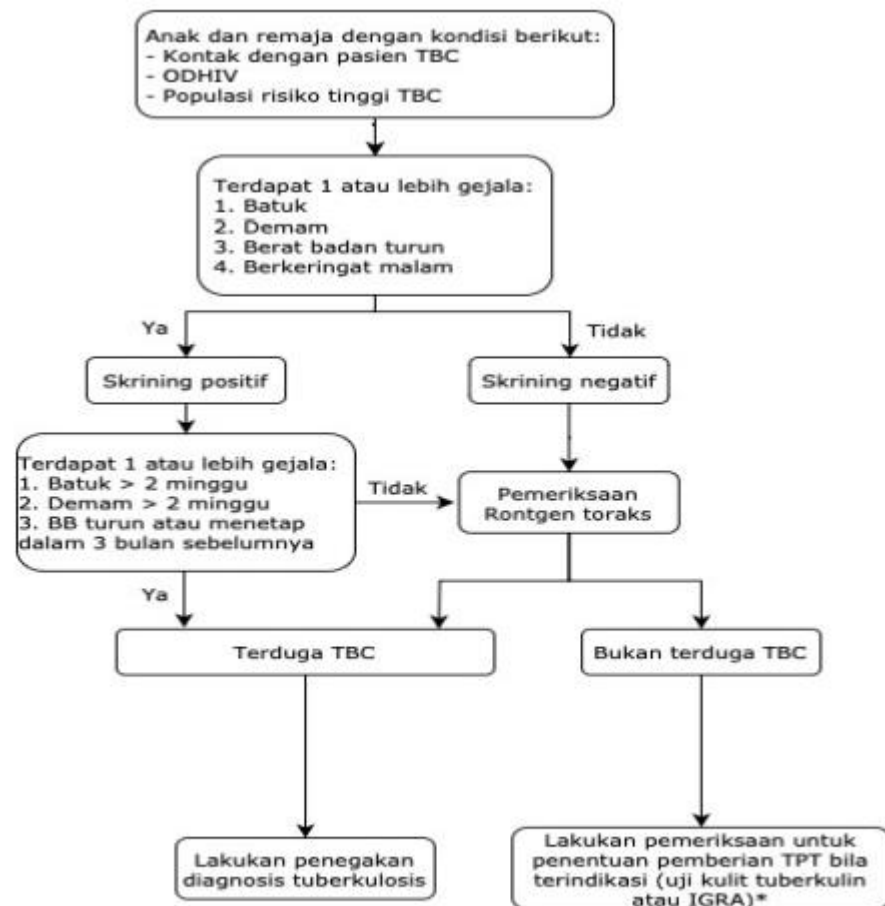 Anak dan remaja dengan kondisi berikut:
- Kontak dengan pasien TBC
- ODHIV
- Populasi risiko tinggi TBC
Terdapat 1 atau lebih gejala:
1. Batuk
2. Demam
3. Berat badan turun
4. Berkeringat malam
Ya
Tidak
Skrining positif
Skrining negatif
Terdapat 1 atau lebih gejala:
1. Batuk > 2 minggu
2. Demam > 2 minggu
3. BB turun atau menetap
dalam 3 bulan sebelumnya
Tidak
Pemeriksaan
Rontgen toraks
Ya
Terduga TBC
Bukan terduga TBC
Lakukan penegakan
diagnosis tuberkulosis
Lakukan pemeriksaan untuk
penentuan pemberian TPT bila
terindikasi (uji kulit tuberkulin
atau IGRA)*